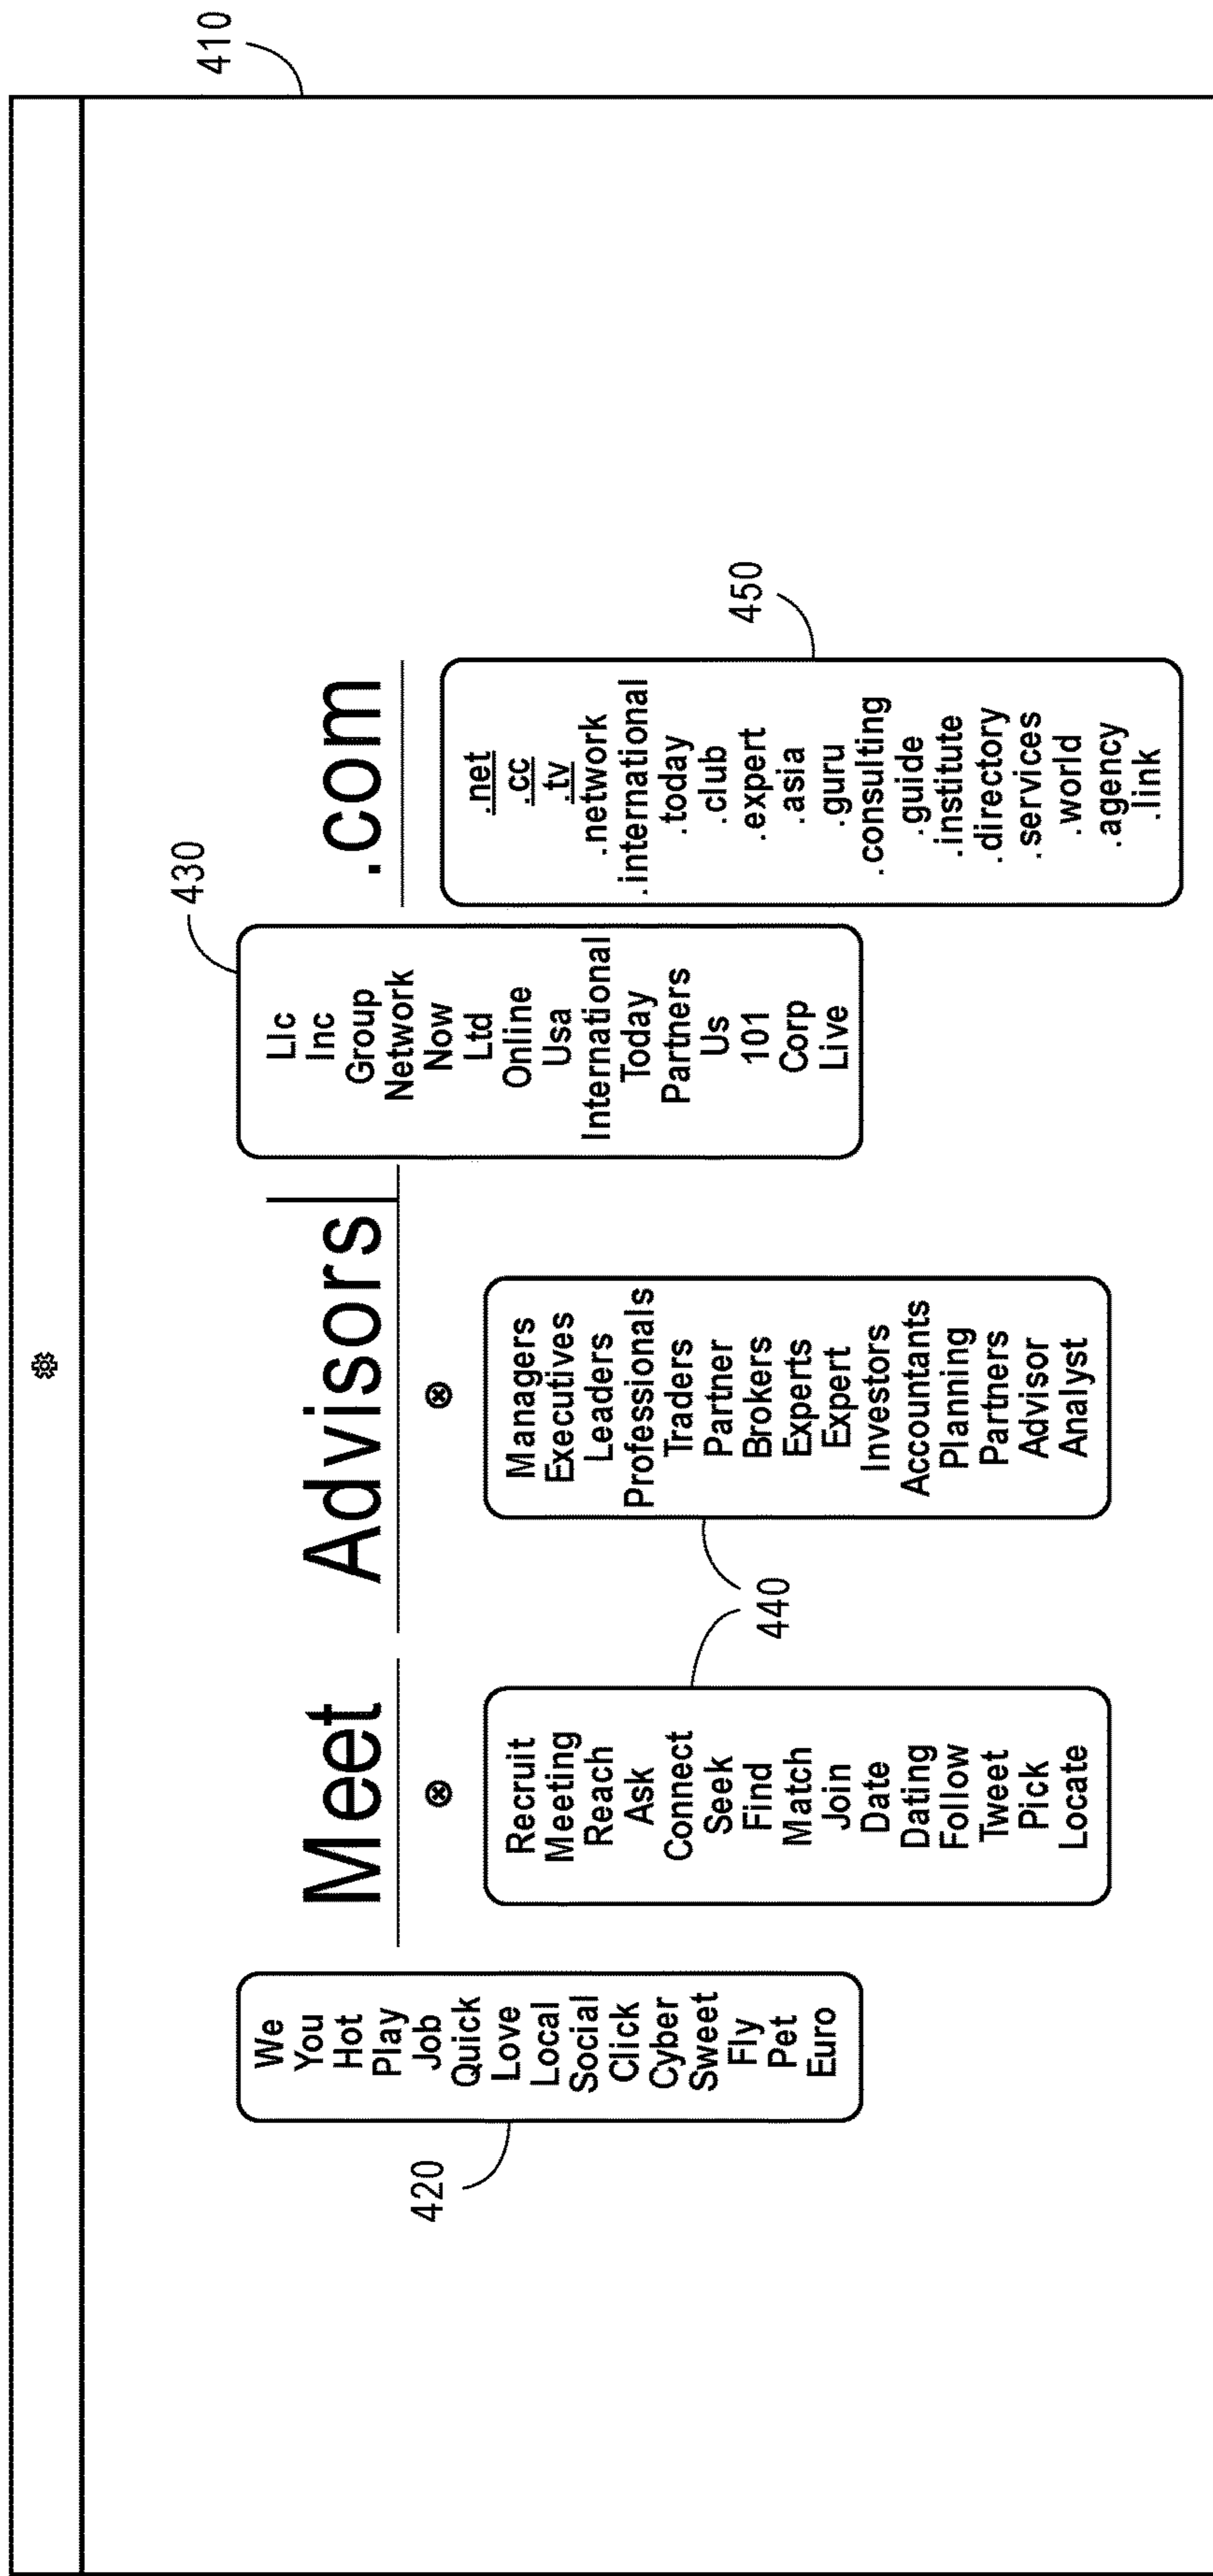 410
Meet Advisors .com
420
We
You
Hot
Play
Job
Quick
Love
Local
Social
Click
Cyber
Sweet
Fly
Pet
Euro
440
Recruit
Meeting
Reach
Ask
Connect
Seek
Find
Match
Join
Date
Dating
Follow
Tweet
Pick
Locate
Managers
Executives
Leaders
Professionals
Traders
Partner
Brokers
Experts
Expert
Investors
Accountants
Planning
Partners
Advisor
Analyst
430
Llc
Inc
Group
Network
Now
Ltd
Online
Usa
International
Today
Partners
Us
101
Corp
Live
450
.net
.cc
.tv
.network
.international
.today
.club
.expert
.asia
.guru
.consulting
.guide
.institute
.directory
.services
.world
.agency
.link